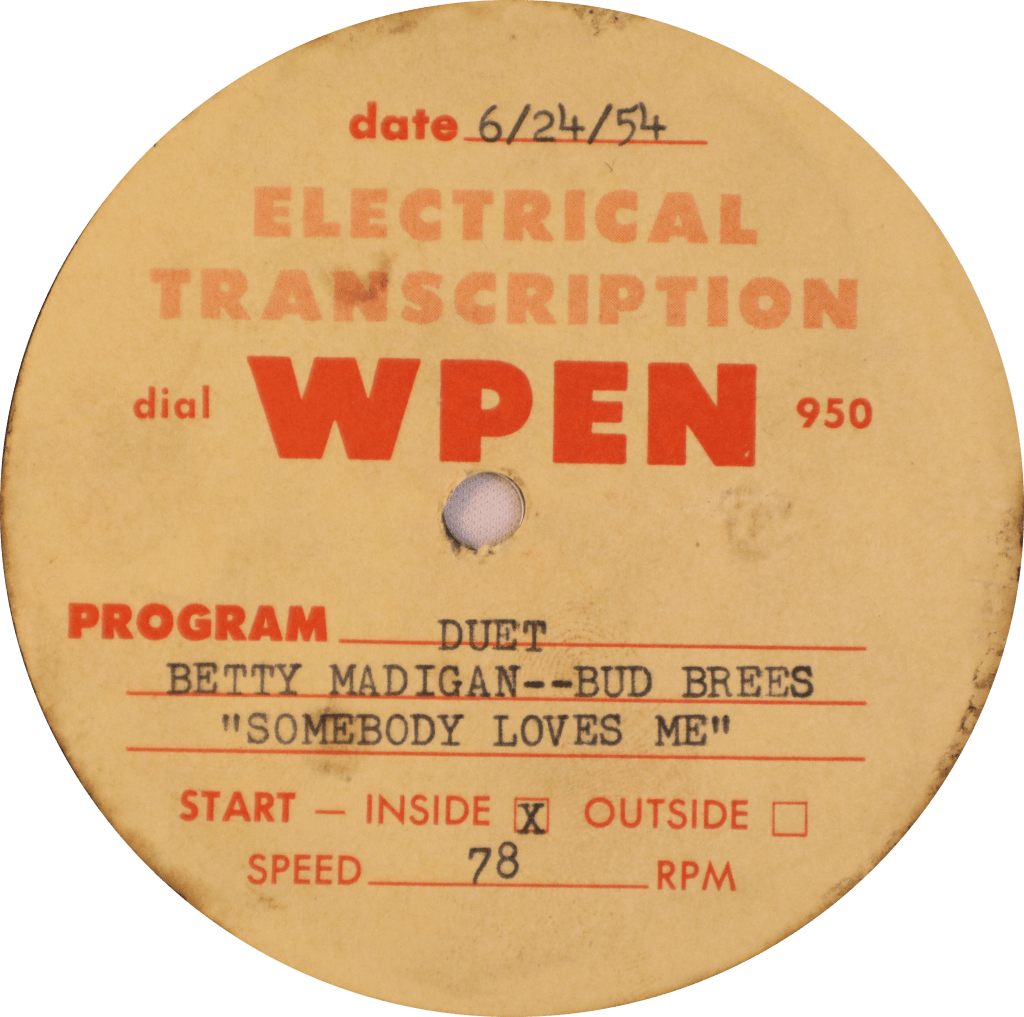 date 6/24/54
ELECTRICAL
TRANSCRIPTION
dial WPEN 950
PROGRAM DUET
BETTY MADIGAN--BUD BREES
"SOMEBODY LOVES ME"
START — INSIDE X OUTSIDE
SPEED 78 RPM